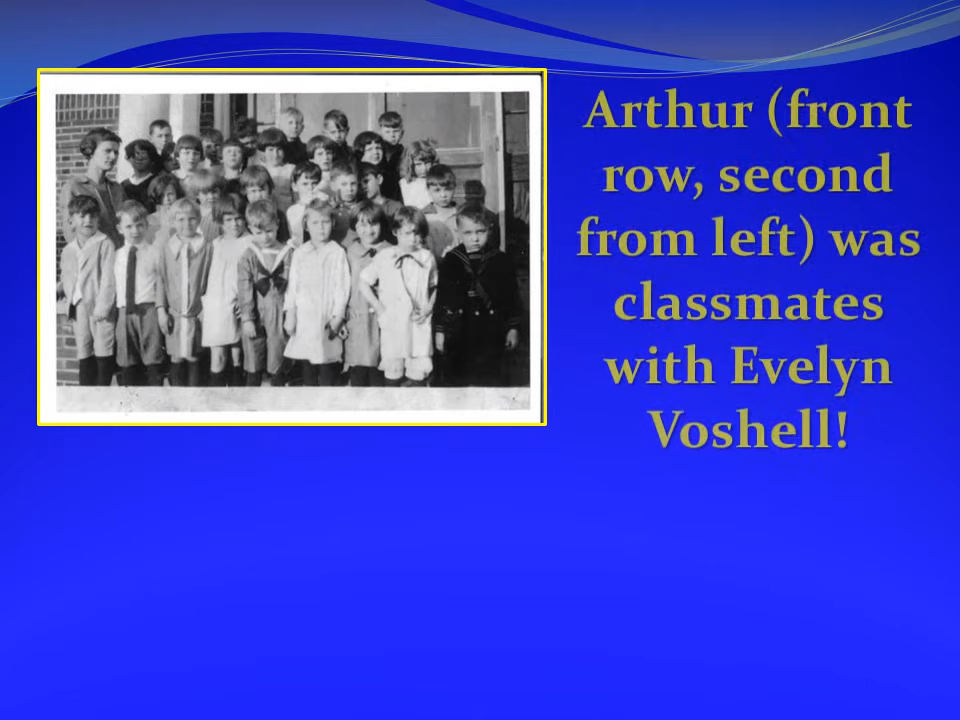 Arthur (front
row, second
from left) was
classmates
with Evelyn
Voshell!